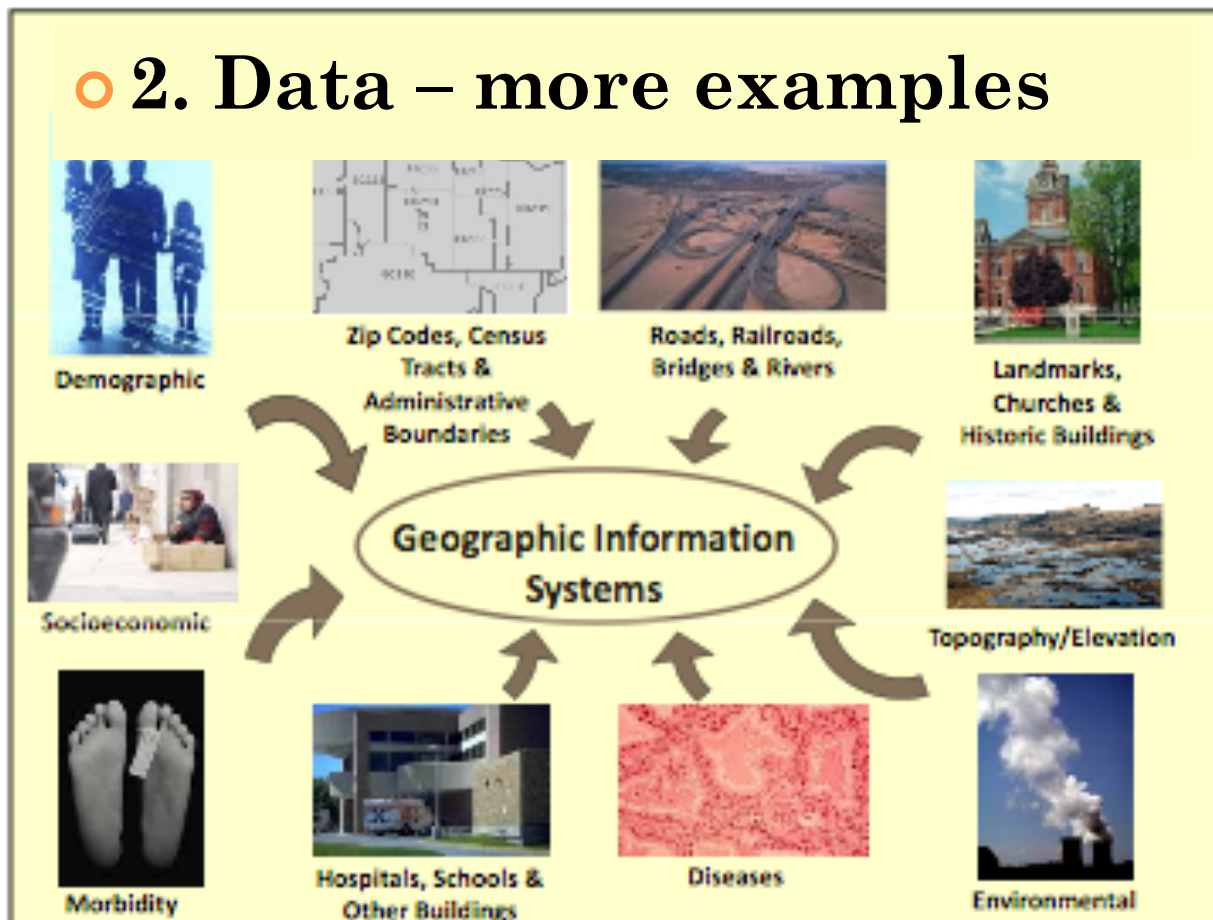 2. Data – more examples
Demographic
Zip Codes, Census
Tracts &
Administrative
Boundaries
Roads, Railroads,
Bridges & Rivers
Landmarks,
Churches &
Historic Buildings
Geographic Information
Systems
Socioeconomic
Topography/Elevation
Morbidity
Hospitals, Schools &
Other Buildings
Diseases
Environmental